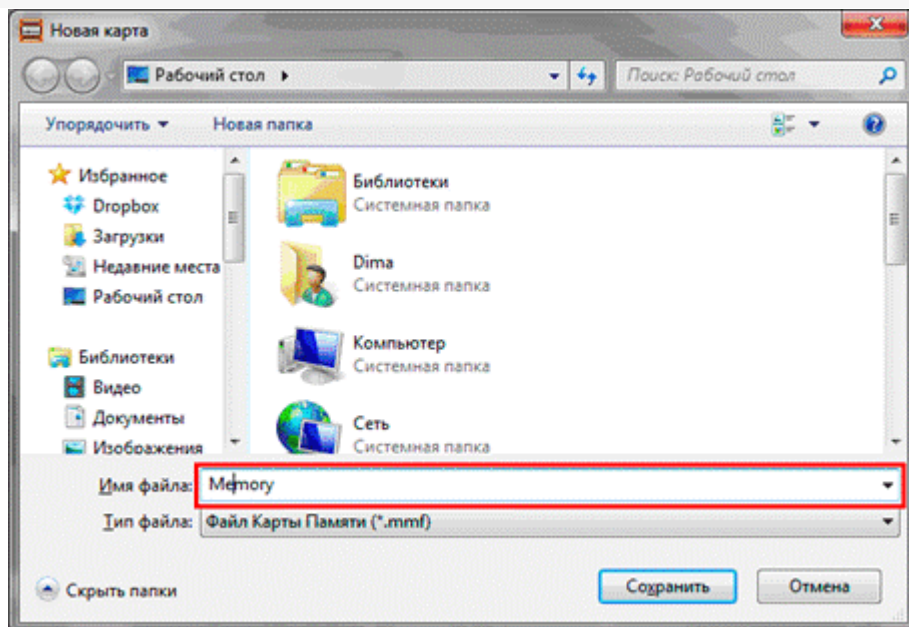 Новая карта
Рабочий стол
Поиск: Рабочий стол
Упорядочить
Новая папка
Избранное
Dropbox
Загрузки
Недавние места
Рабочий стол
Библиотеки
Видео
Документы
Изображения
Библиотеки
Системная папка
Dima
Системная папка
Компьютер
Системная папка
Сеть
Системная папка
Имя файла: Memory
Тип файла: Файл Карты Памяти (*.mmf)
Скрыть папки
Сохранить
Отмена